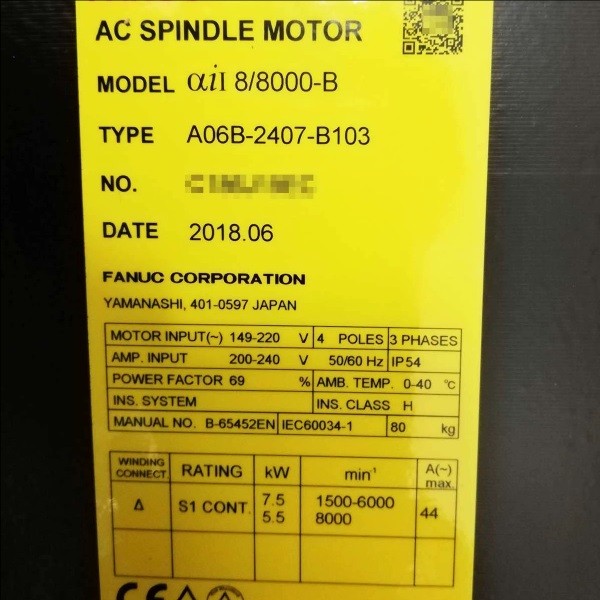 AC SPINDLE MOTOR
MODEL αiI 8/8000-B
TYPE A06B-2407-B103
NO.
DATE 2018.06
FANUC CORPORATION
YAMANASHI, 401-0597 JAPAN
MOTOR INPUT(~) 149-220 V 4 POLES 3 PHASES
AMP. INPUT 200-240 V 50/60 Hz IP54
POWER FACTOR 69 % AMB. TEMP. 0-40 °C
INS. SYSTEM INS. CLASS H
MANUAL NO. B-65452EN IEC60034-1 80 kg
WINDING CONNECT. RATING kW min⁻¹ A(~) max.
Δ S1 CONT. 7.5 1500-6000 44
5.5 8000
CE